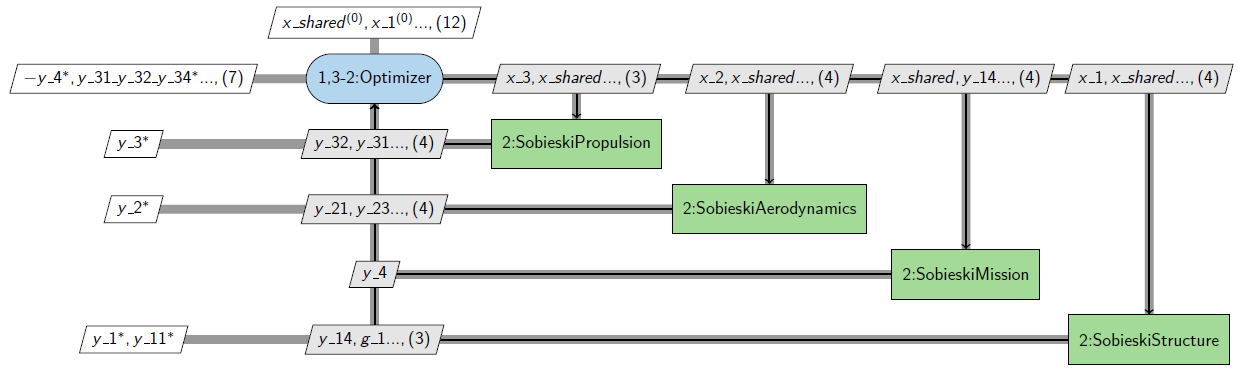 x_shared⁽⁰⁾, x_1⁽⁰⁾..., (12)
−y_4*, y_31_y_32_y_34*..., (7)
1,3-2:Optimizer
x_3, x_shared..., (3)
x_2, x_shared..., (4)
x_shared, y_14..., (4)
x_1, x_shared..., (4)
y_3*
y_32, y_31..., (4)
2:SobieskiPropulsion
y_2*
y_21, y_23..., (4)
2:SobieskiAerodynamics
y_4
2:SobieskiMission
y_1*, y_11*
y_14, g_1..., (3)
2:SobieskiStructure